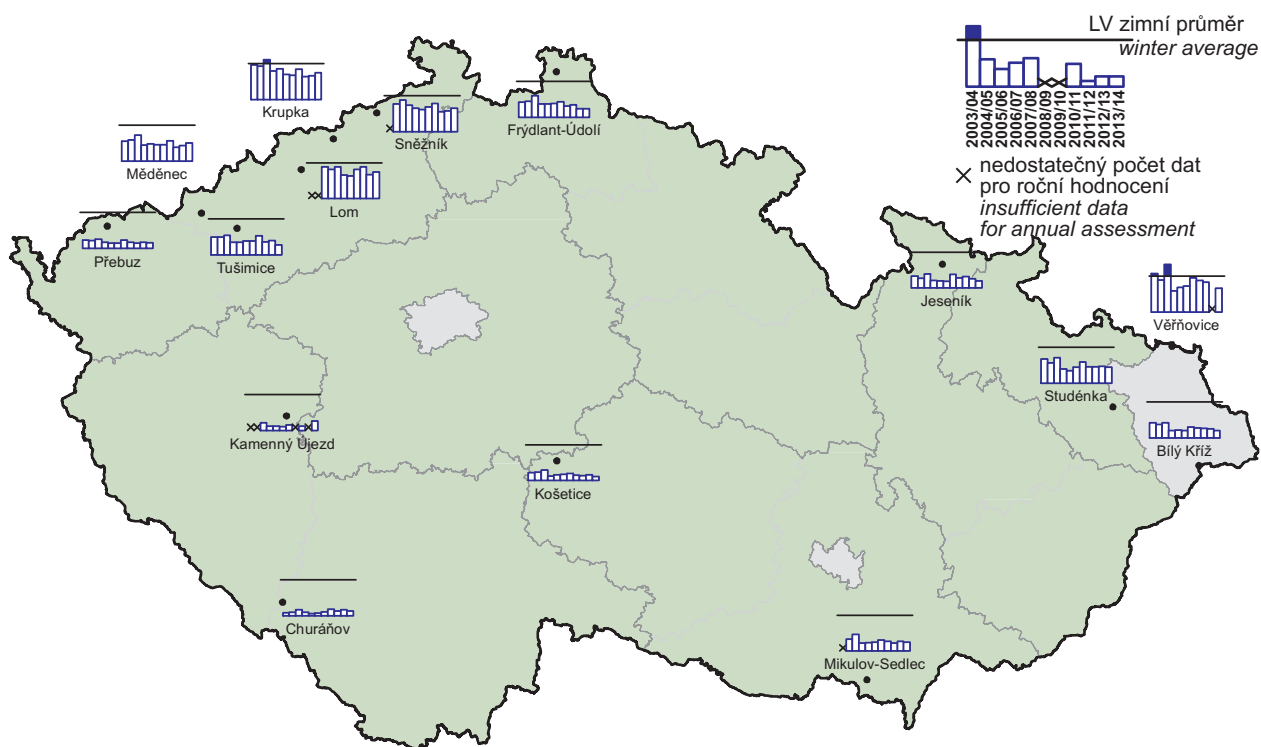 LV zimní průměr
winter average
2003/04
2004/05
2005/06
2006/07
2007/08
2008/09
2009/10
2010/11
2011/12
2012/13
2013/14
nedostatečný počet dat
pro roční hodnocení
insufficient data
for annual assessment
Krupka
Sněžník
Frýdlant-Údolí
Měděnec
Lom
Přebuz
Tušimice
Jeseník
Věřňovice
Studénka
Kamenný Újezd
Bílý Kříž
Košetice
Churáňov
Mikulov-Sedlec